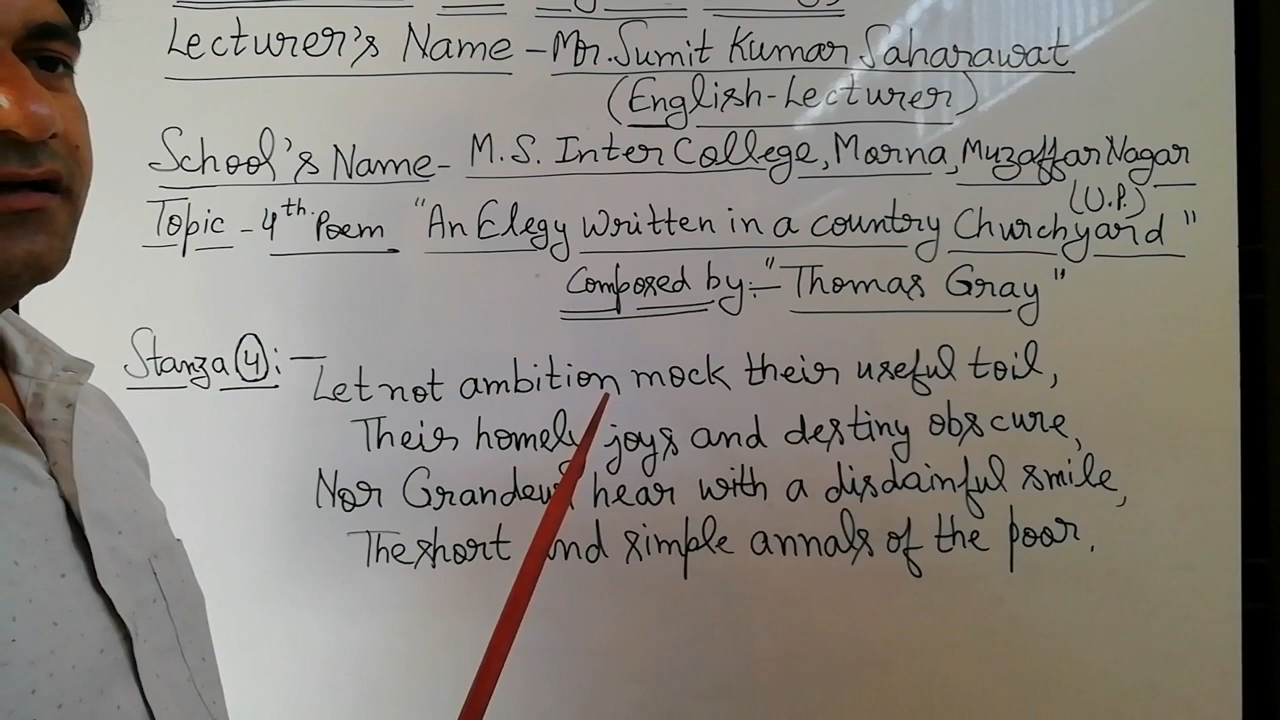 Lecturer's Name - Mr. Sumit Kumar Saharawat
(English-Lecturer)
School's Name - M.S. Inter College, Morna, Muzaffar Nagar
(U.P.)
Topic - 4th Poem "An Elegy written in a country Churchyard"
Composed by:- "Thomas Gray"
Stanza 4: - Let not ambition mock their useful toil,
Their homely joys and destiny obscure,
Nor Grandeur hear with a disdainful smile,
The short and simple annals of the poor.